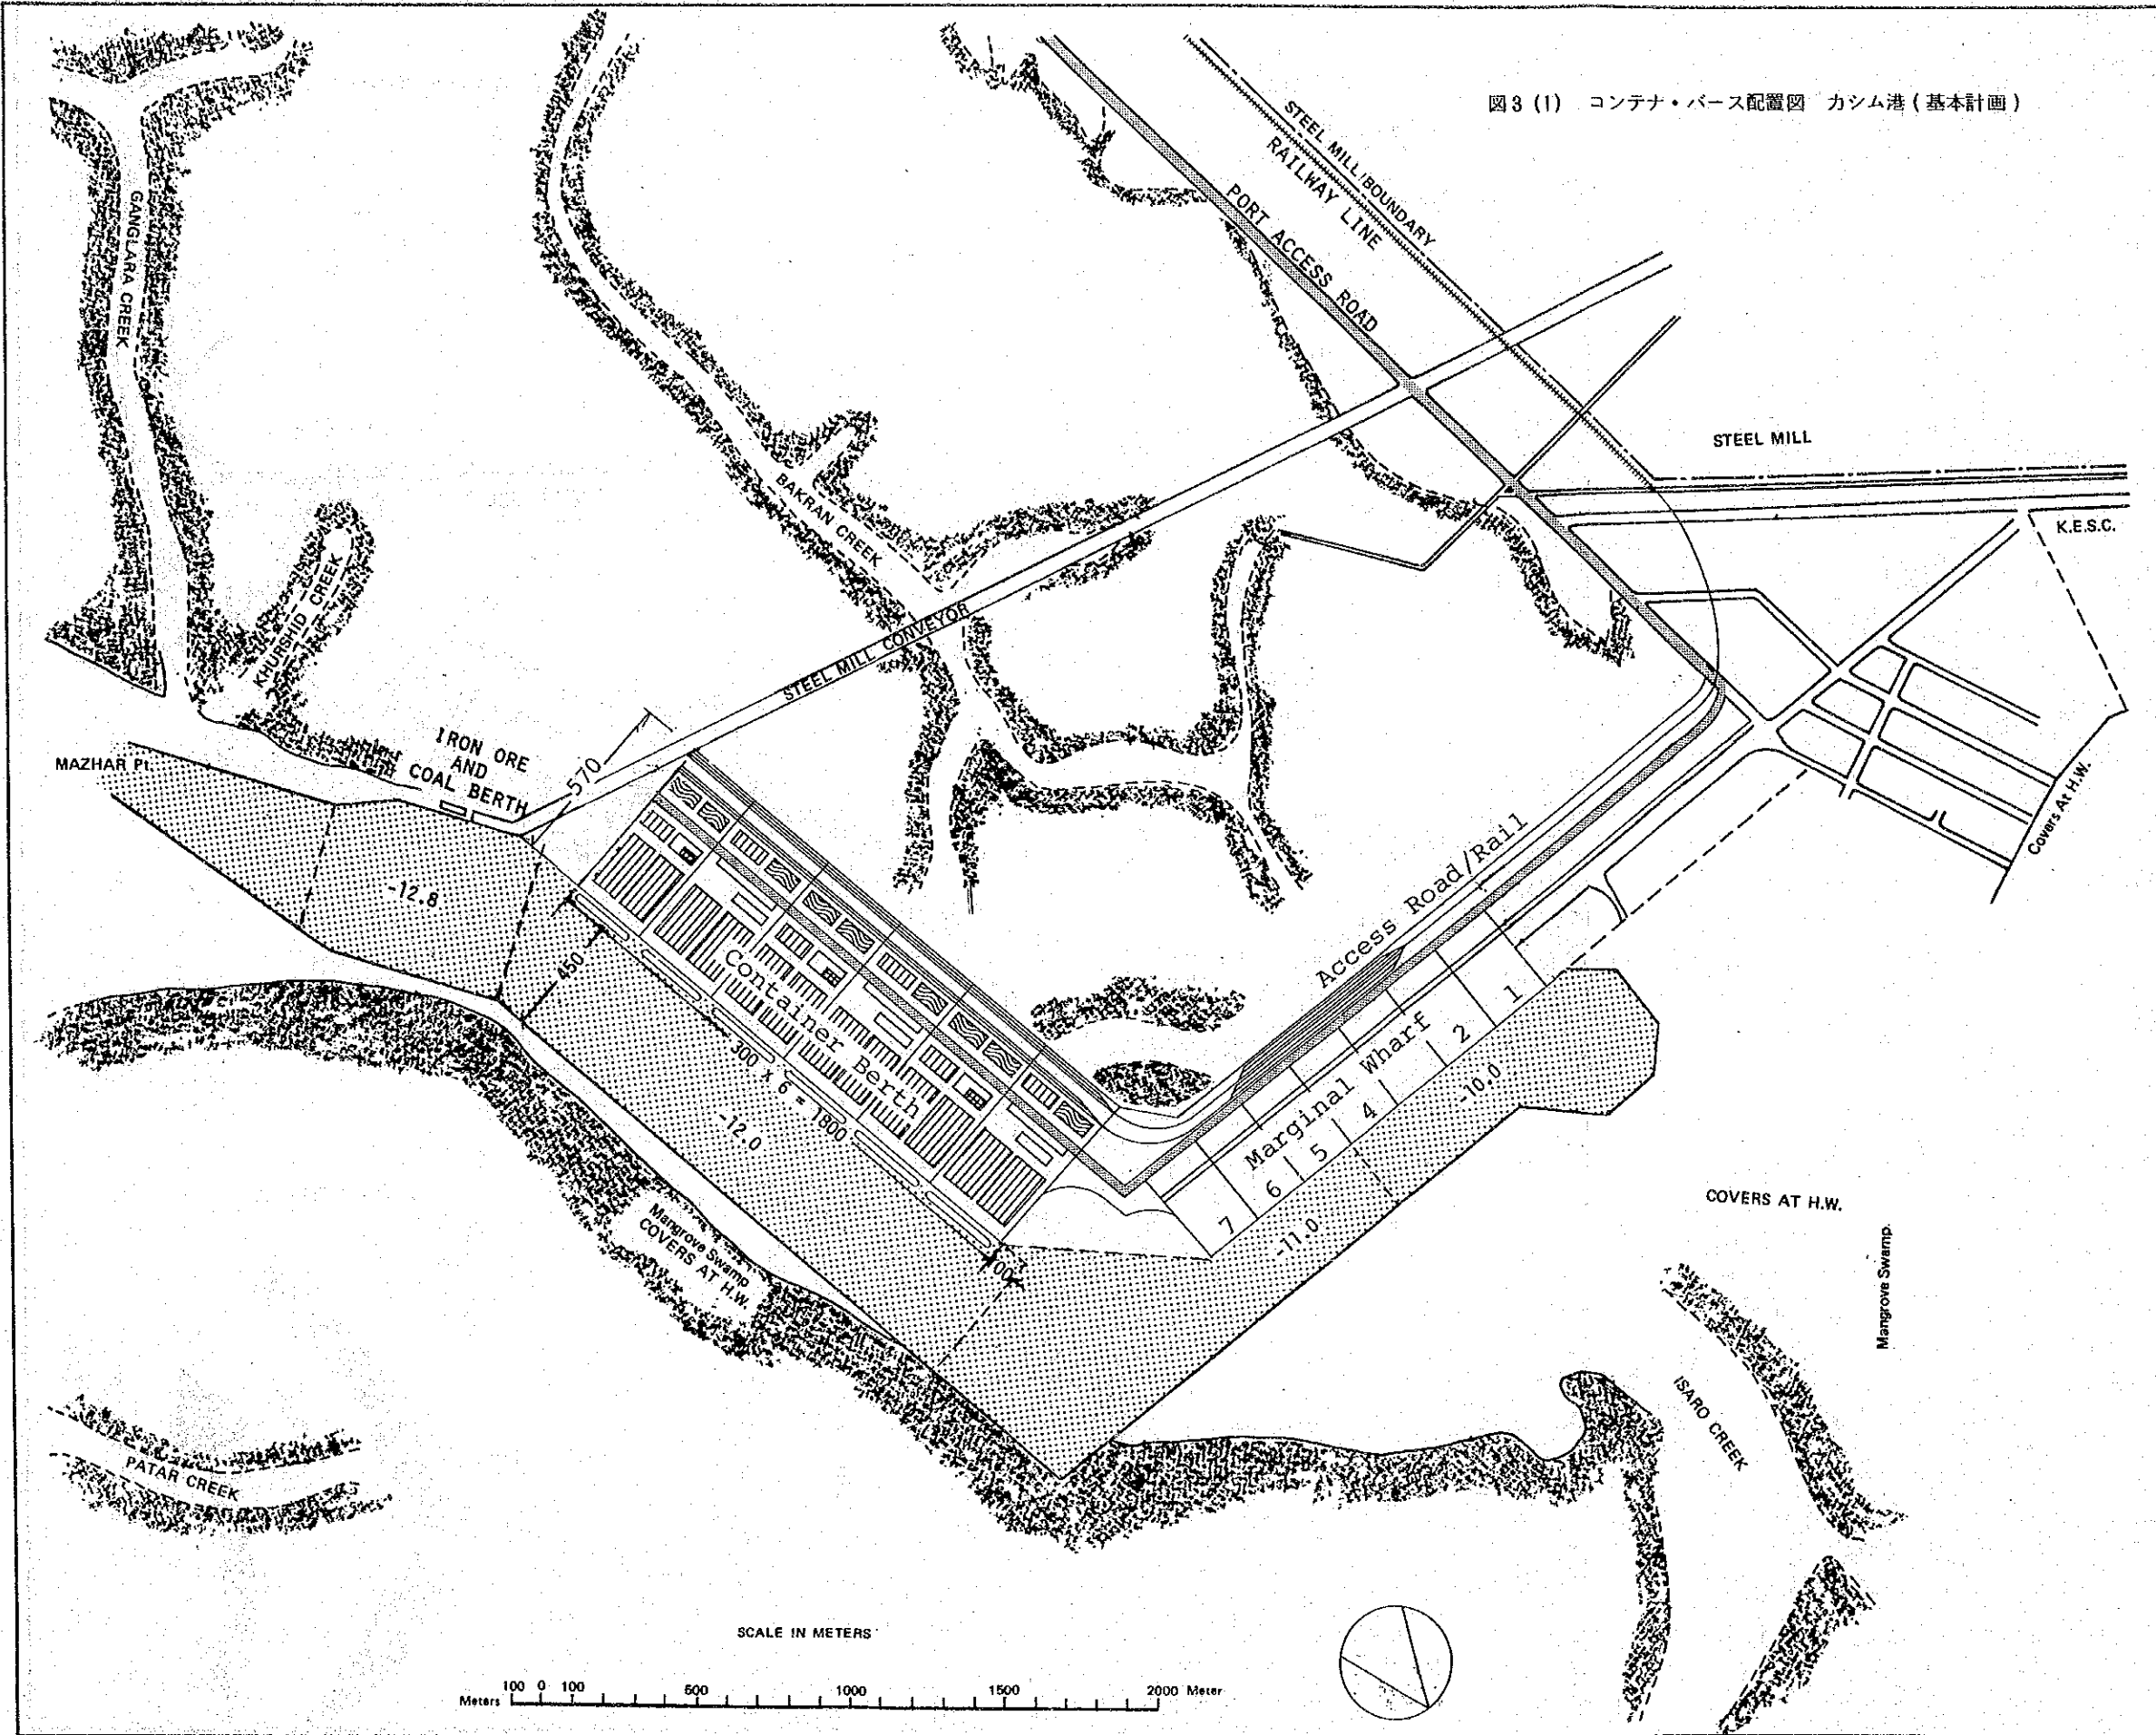 図3 (1) コンテナ・バース配置図 カシム港 (基本計画)
STEEL MILL BOUNDARY
RAILWAY LINE
PORT ACCESS ROAD
GANGLARA CREEK
STEEL MILL
K.E.S.C.
BAKRAN CREEK
KHURSHID CREEK
STEEL MILL CONVEYOR
IRON ORE
AND
COAL BERTH
MAZHAR Pt.
570
Covers At H.W.
-12.8
450
Container Berth
300 x 6 = 1800
-12.0
100
Access Road/Rail
Marginal Wharf
1
2
4
5
6
7
-10.0
-11.0
Mangrove Swamp
COVERS AT H.W.
COVERS AT H.W.
Mangrove Swamp.
ISARO CREEK
PATAR CREEK
SCALE IN METERS
Meters 100 0 100 500 1000 1500 2000 Meter